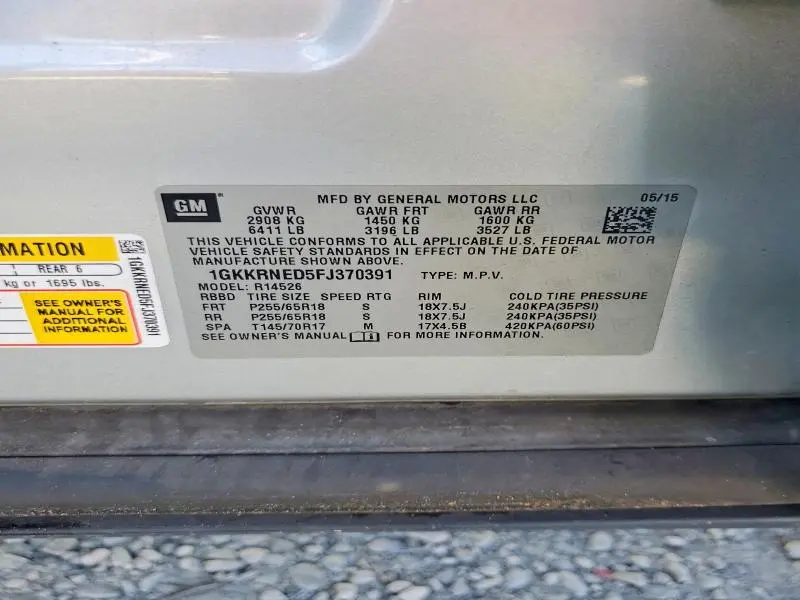 GM
MFD BY GENERAL MOTORS LLC 05/15
GVWR GAWR FRT GAWR RR
2908 KG 1450 KG 1600 KG
6411 LB 3196 LB 3527 LB
THIS VEHICLE CONFORMS TO ALL APPLICABLE U.S. FEDERAL MOTOR
VEHICLE SAFETY STANDARDS IN EFFECT ON THE DATE OF
MANUFACTURE SHOWN ABOVE.
1GKKRNED5FJ370391 TYPE: M.P.V.
MODEL: R14526
RBBD TIRE SIZE SPEED RTG RIM COLD TIRE PRESSURE
FRT P255/65R18 S 18X7.5J 240KPA(35PSI)
RR P255/65R18 S 18X7.5J 240KPA(35PSI)
SPA T145/70R17 M 17X4.5B 420KPA(60PSI)
SEE OWNER'S MANUAL FOR MORE INFORMATION.
MATION
REAR 6
kg or 1695 lbs.
SEE OWNER'S
MANUAL FOR
ADDITIONAL
INFORMATION
1GKKRNED5FJ370391